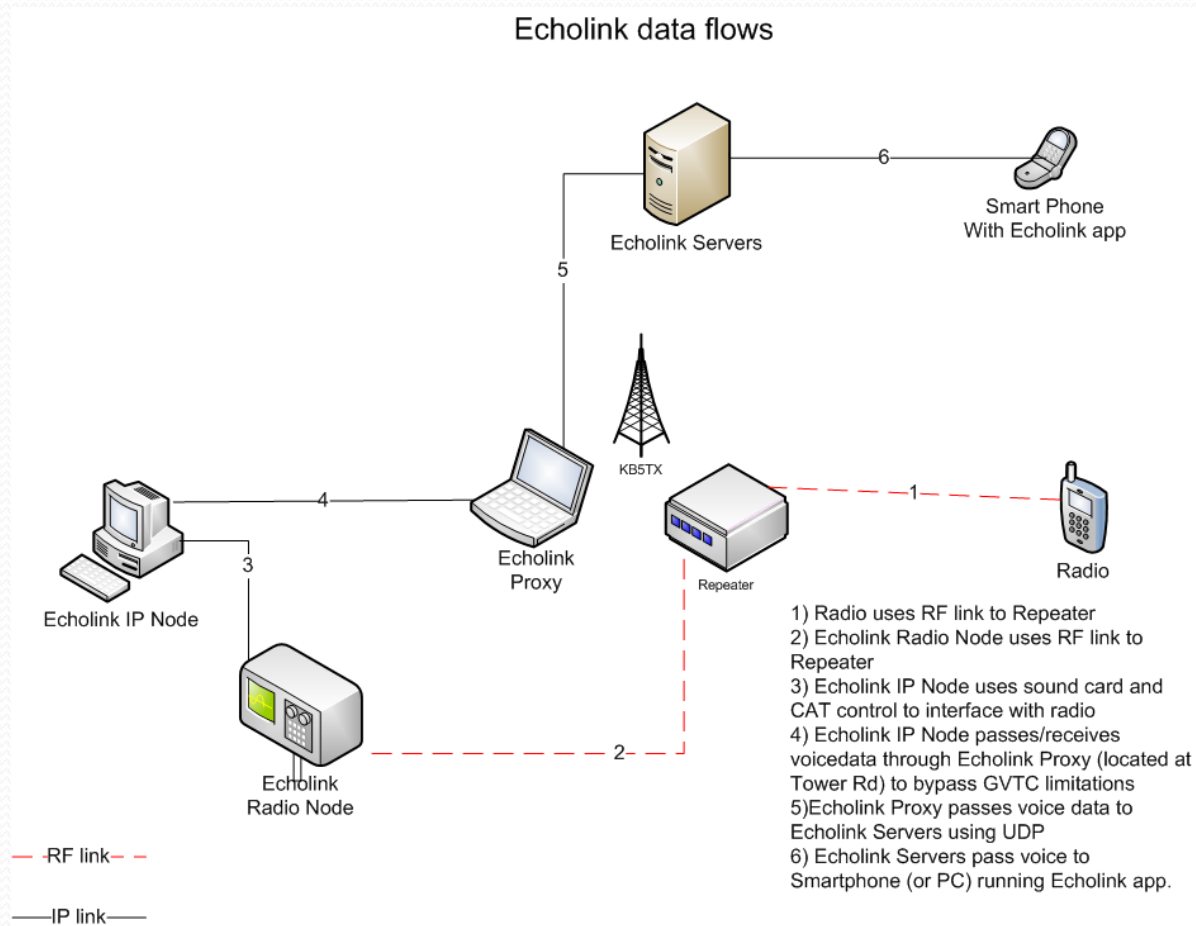 Echolink data flows
6
Echolink Servers
Smart Phone
With Echolink app
5
KB5TX
4
Echolink
Proxy
1
Repeater
Radio
3
Echolink IP Node
2
Echolink
Radio Node
1) Radio uses RF link to Repeater
2) Echolink Radio Node uses RF link to
Repeater
3) Echolink IP Node uses sound card and
CAT control to interface with radio
4) Echolink IP Node passes/receives
voicedata through Echolink Proxy (located at
Tower Rd) to bypass GVTC limitations
5)Echolink Proxy passes voice data to
Echolink Servers using UDP
6) Echolink Servers pass voice to
Smartphone (or PC) running Echolink app.
RF link
IP link